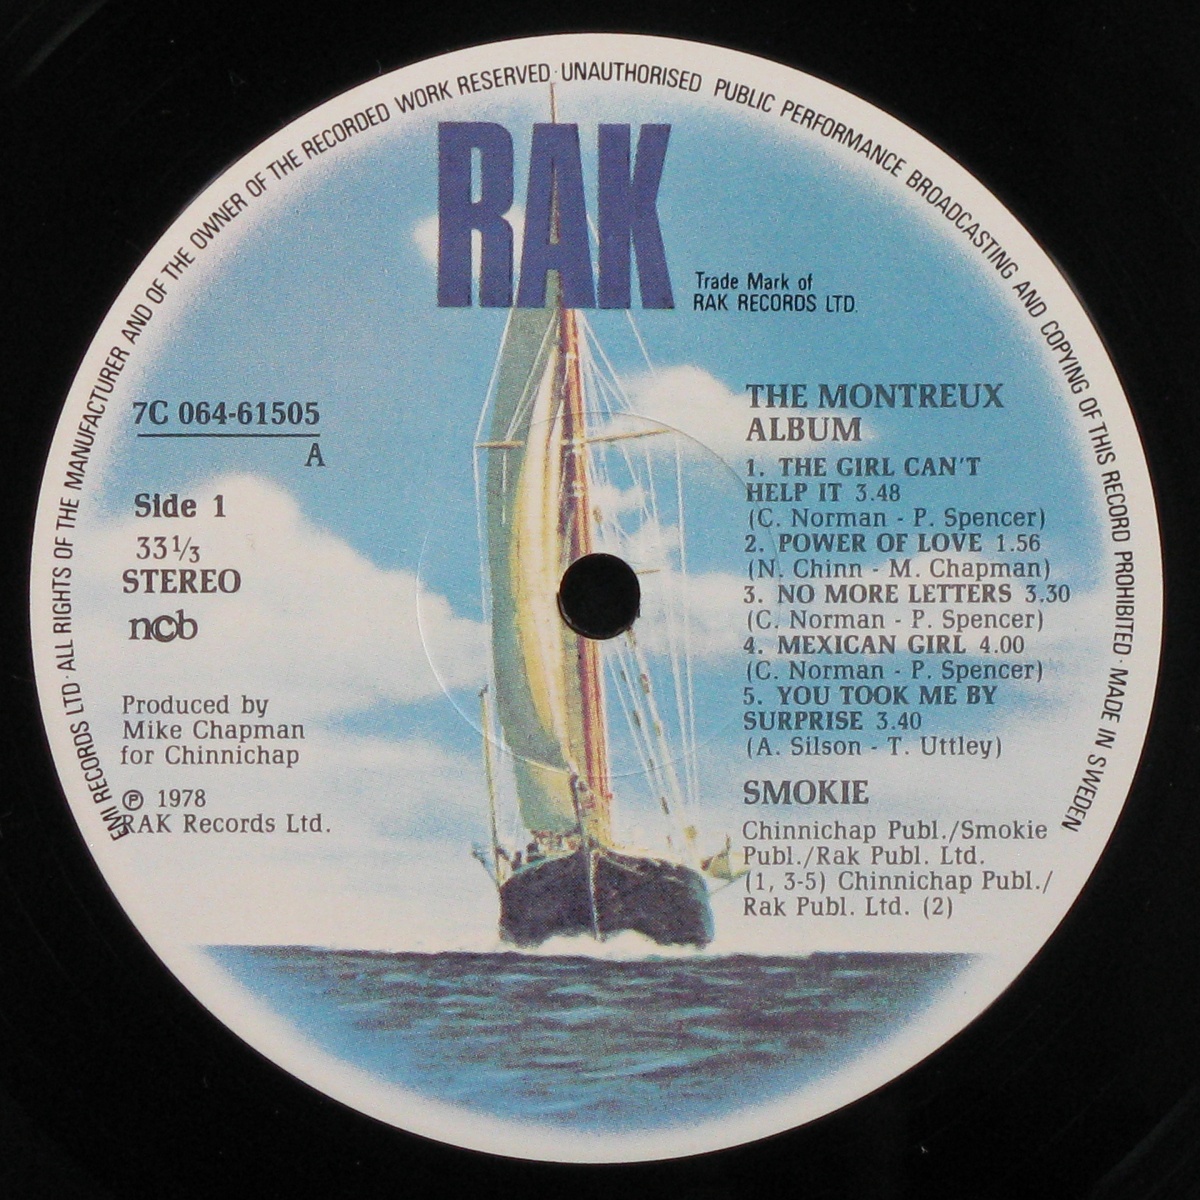 EMI RECORDS LTD · ALL RIGHTS OF THE MANUFACTURER AND OF THE OWNER OF THE RECORDED WORK RESERVED · UNAUTHORISED PUBLIC PERFORMANCE BROADCASTING AND COPYING OF THIS RECORD PROHIBITED · MADE IN SWEDEN
RAK
Trade Mark of
RAK RECORDS LTD.
7C 064-61505
A
Side 1
33 1/3
STEREO
ncb
Produced by
Mike Chapman
for Chinnichap
℗ 1978
RAK Records Ltd.
THE MONTREUX
ALBUM
1. THE GIRL CAN'T
HELP IT 3.48
(C. Norman - P. Spencer)
2. POWER OF LOVE 1.56
(N. Chinn - M. Chapman)
3. NO MORE LETTERS 3.30
(C. Norman - P. Spencer)
4. MEXICAN GIRL 4.00
(C. Norman - P. Spencer)
5. YOU TOOK ME BY
SURPRISE 3.40
(A. Silson - T. Uttley)
SMOKIE
Chinnichap Publ./Smokie
Publ./Rak Publ. Ltd.
(1, 3-5) Chinnichap Publ./
Rak Publ. Ltd. (2)